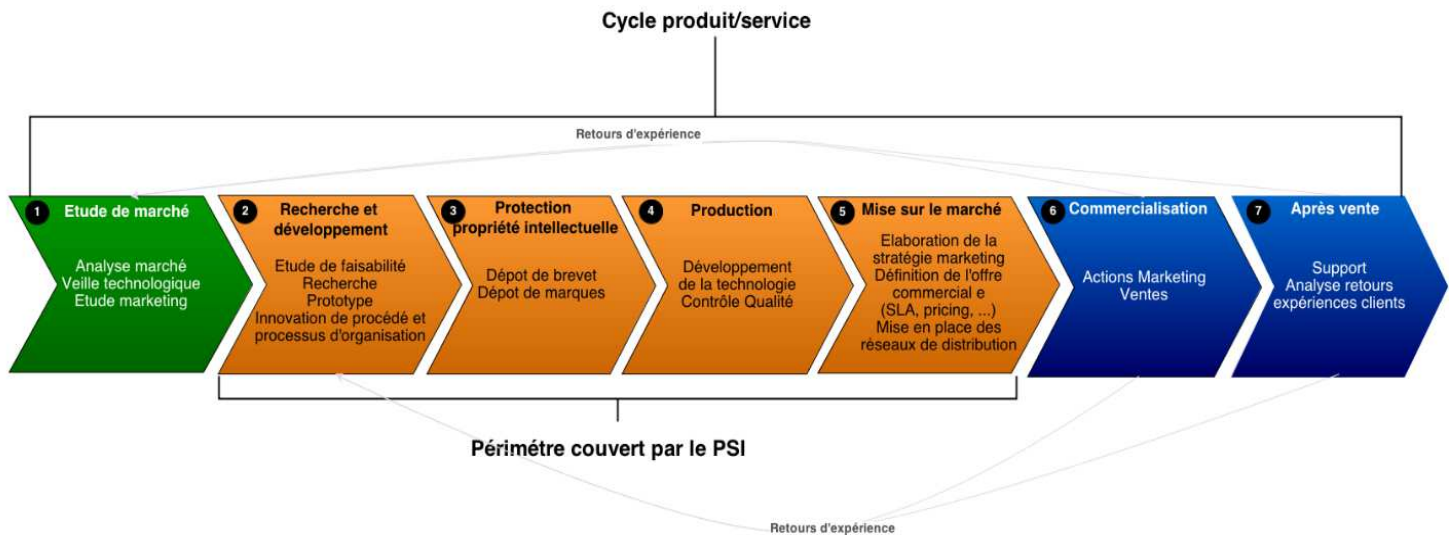 Cycle produit/service
Retours d'expérience
1 Etude de marché
Analyse marché
Veille technologique
Etude marketing
2 Recherche et
développement
Etude de faisabilité
Recherche
Prototype
Innovation de procédé et
processus d'organisation
3 Protection
propriété intellectuelle
Dépot de brevet
Dépot de marques
4 Production
Développement
de la technologie
Contrôle Qualité
5 Mise sur le marché
Elaboration de la
stratégie marketing
Définition de l'offre
commercial e
(SLA, pricing, ...)
Mise en place des
réseaux de distribution
6 Commercialisation
Actions Marketing
Ventes
7 Après vente
Support
Analyse retours
expériences clients
Périmétre couvert par le PSI
Retours d'expérience